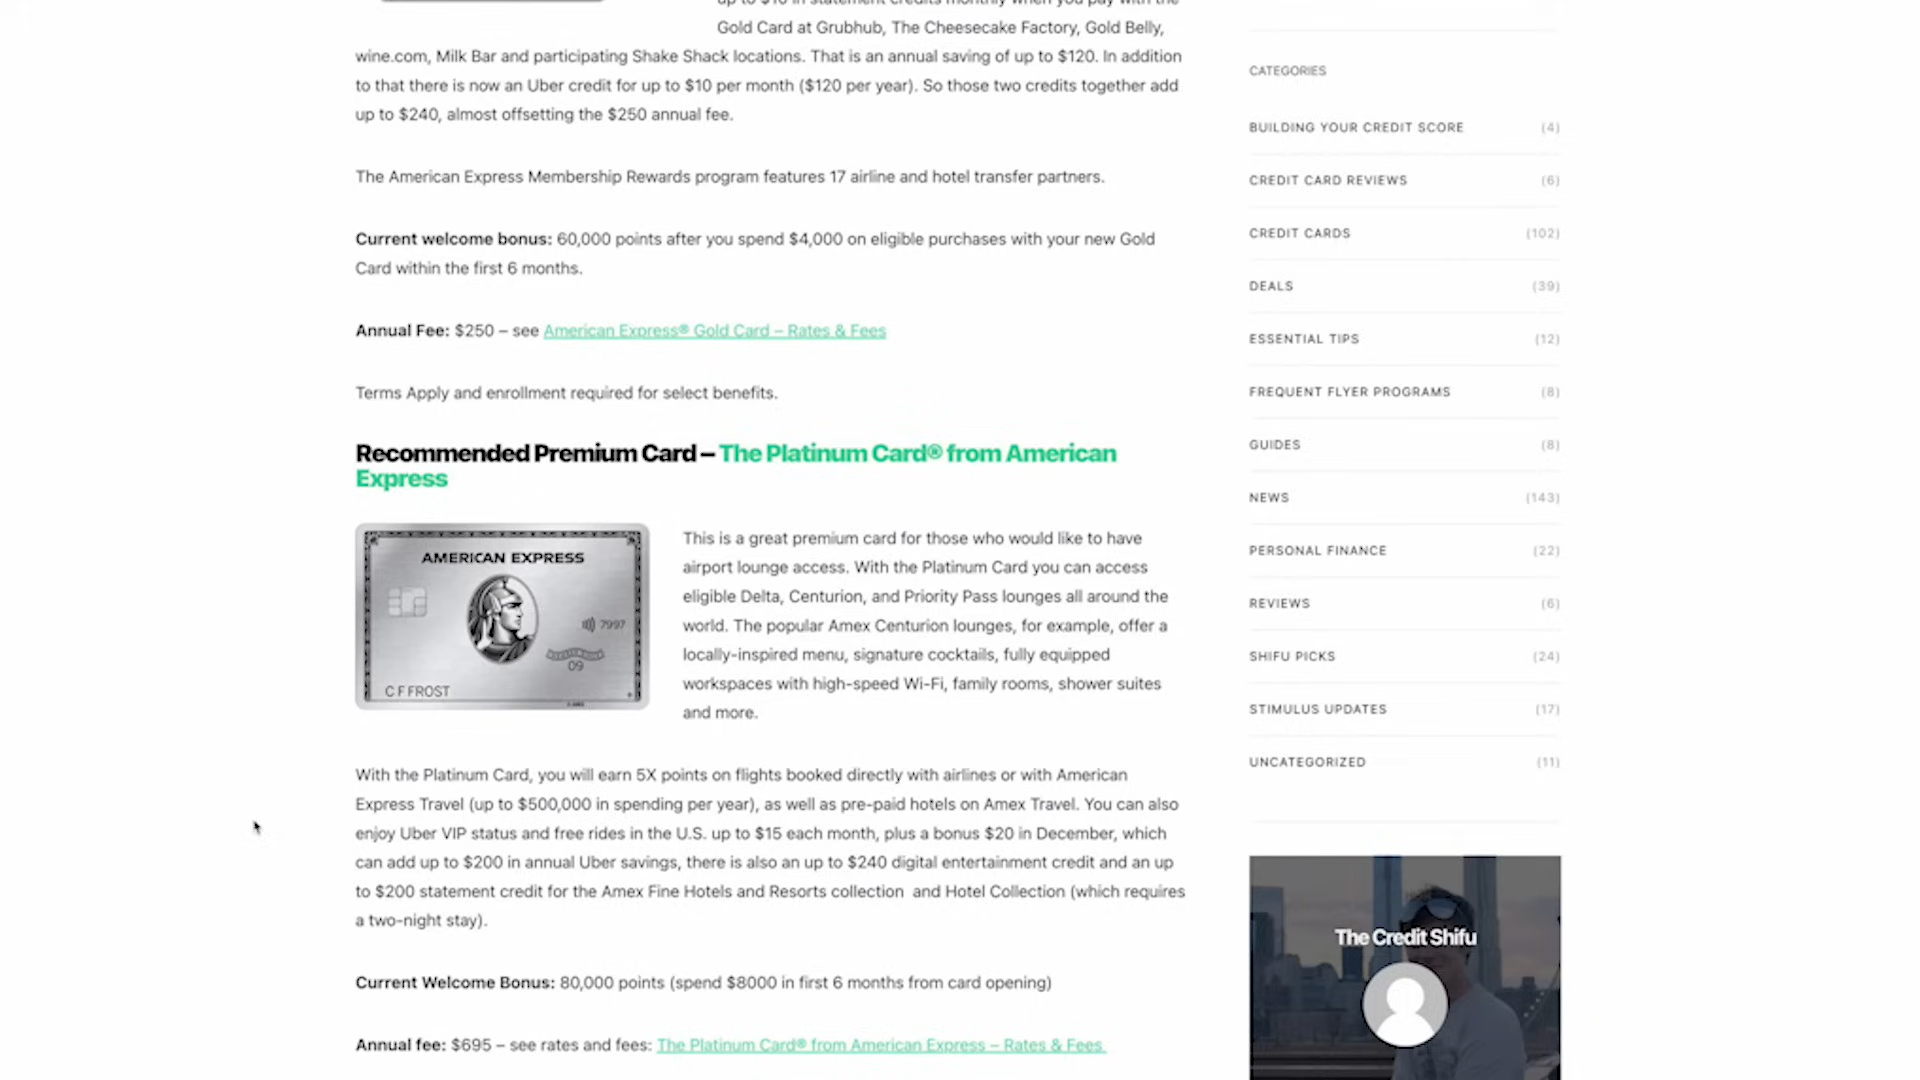 up to $10 in statement credits monthly when you pay with the
Gold Card at Grubhub, The Cheesecake Factory, Gold Belly,
wine.com, Milk Bar and participating Shake Shack locations. That is an annual saving of up to $120. In addition
to that there is now an Uber credit for up to $10 per month ($120 per year). So those two credits together add
up to $240, almost offsetting the $250 annual fee.
The American Express Membership Rewards program features 17 airline and hotel transfer partners.
Current welcome bonus: 60,000 points after you spend $4,000 on eligible purchases with your new Gold
Card within the first 6 months.
Annual Fee: $250 – see American Express® Gold Card – Rates & Fees
Terms Apply and enrollment required for select benefits.
Recommended Premium Card – The Platinum Card® from American
Express
AMERICAN EXPRESS
7997
09
C F FROST
This is a great premium card for those who would like to have
airport lounge access. With the Platinum Card you can access
eligible Delta, Centurion, and Priority Pass lounges all around the
world. The popular Amex Centurion lounges, for example, offer a
locally-inspired menu, signature cocktails, fully equipped
workspaces with high-speed Wi-Fi, family rooms, shower suites
and more.
With the Platinum Card, you will earn 5X points on flights booked directly with airlines or with American
Express Travel (up to $500,000 in spending per year), as well as pre-paid hotels on Amex Travel. You can also
enjoy Uber VIP status and free rides in the U.S. up to $15 each month, plus a bonus $20 in December, which
can add up to $200 in annual Uber savings, there is also an up to $240 digital entertainment credit and an up
to $200 statement credit for the Amex Fine Hotels and Resorts collection and Hotel Collection (which requires
a two-night stay).
Current Welcome Bonus: 80,000 points (spend $8000 in first 6 months from card opening)
Annual fee: $695 – see rates and fees: The Platinum Card® from American Express – Rates & Fees
CATEGORIES
BUILDING YOUR CREDIT SCORE (4)
CREDIT CARD REVIEWS (6)
CREDIT CARDS (102)
DEALS (39)
ESSENTIAL TIPS (12)
FREQUENT FLYER PROGRAMS (8)
GUIDES (8)
NEWS (143)
PERSONAL FINANCE (22)
REVIEWS (6)
SHIFU PICKS (24)
STIMULUS UPDATES (17)
UNCATEGORIZED (11)
The Credit Shifu